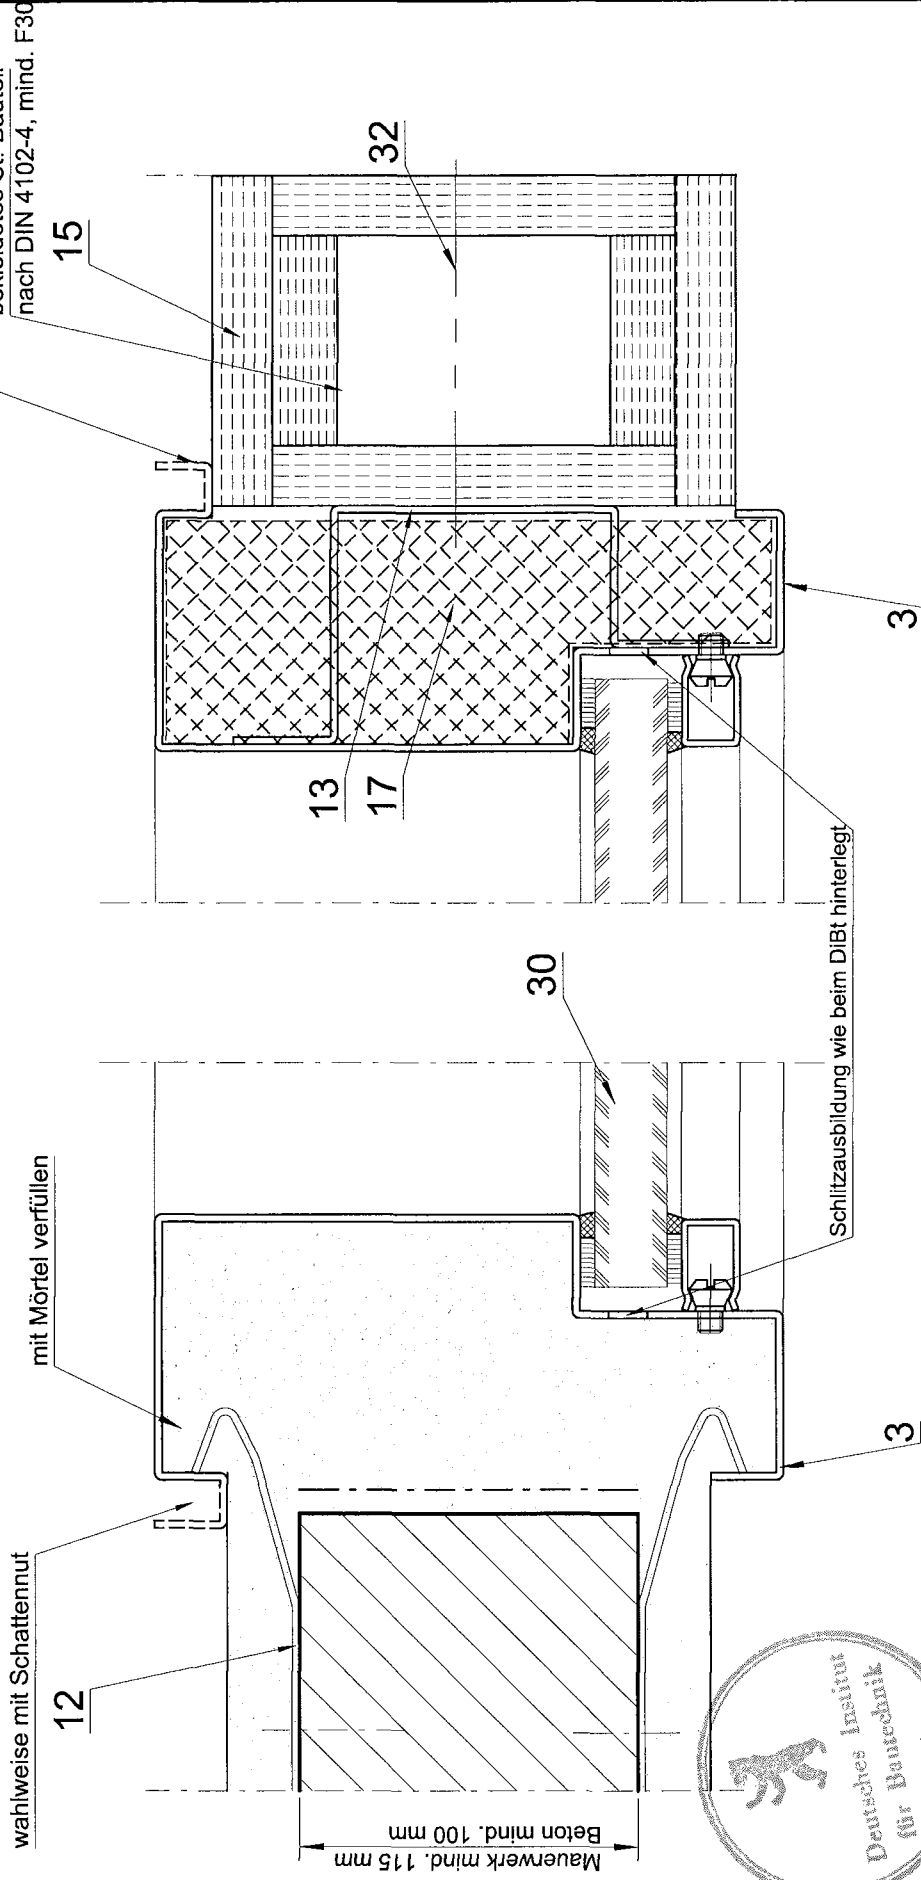 wahlweise mit Schattennut
mit Mörtel verfüllen
nach DIN 4102-4, mind. F30
12
15
32
13
17
30
Mauerwerk mind. 115 mm
Beton mind. 100 mm
Schlitzausbildung wie beim DIBt hinterlegt
3
3
Deutsches Institut
für Bautechnik